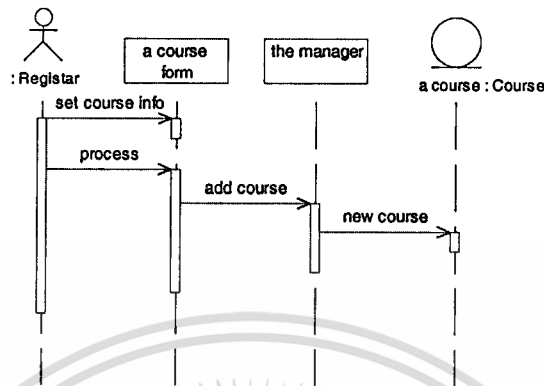 a course
form
the manager
: Registar
a course : Course
set course info
process
add course
new course